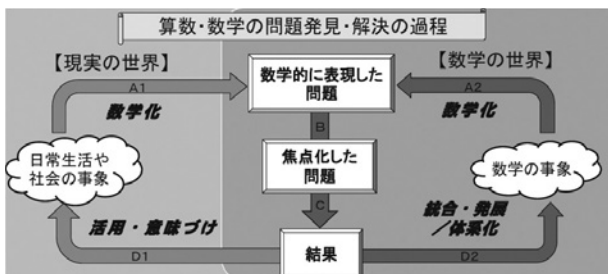 算数・数学の問題発見・解決の過程
【現実の世界】
【数学の世界】
A1
数学化
数学的に表現した
問題
A2
数学化
B
日常生活や
社会の事象
焦点化した
問題
数学の事象
C
活用・意味づけ
統合・発展
／体系化
D1
結果
D2